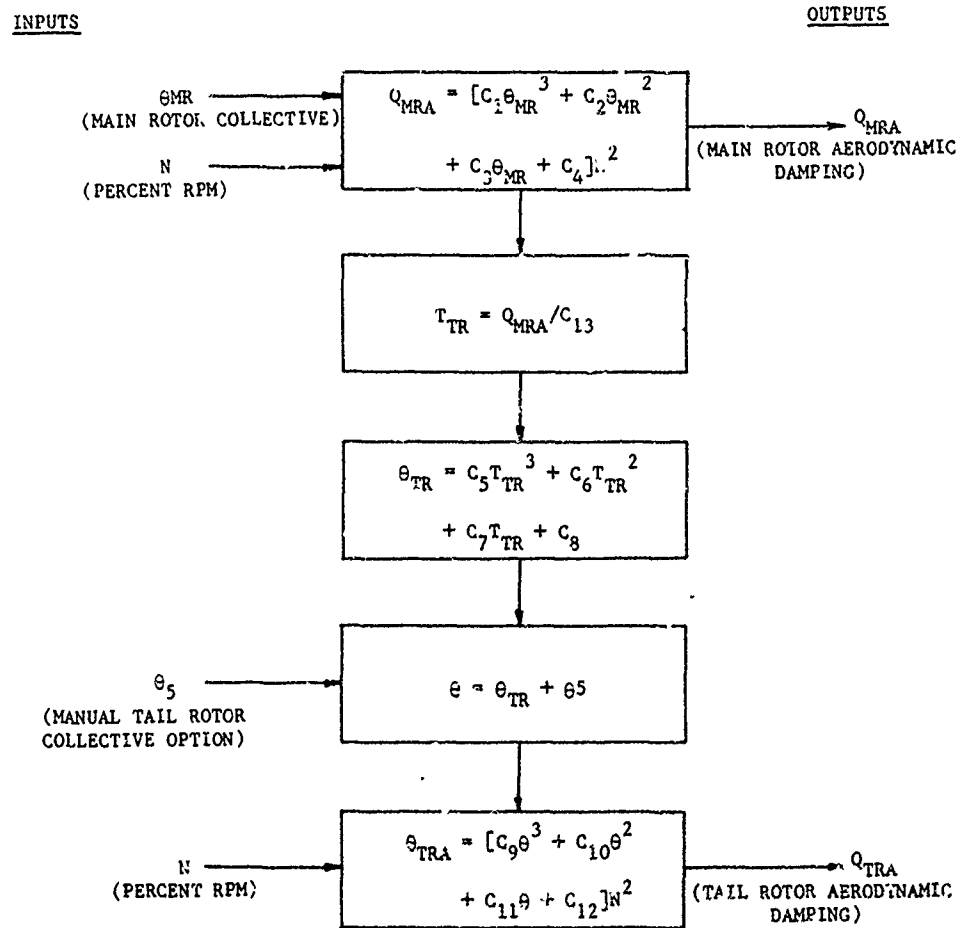 INPUTS
OUTPUTS
θMR
(MAIN ROTOR COLLECTIVE)
N
(PERCENT RPM)
Q_MRA = [C_1θ_MR^3 + C_2θ_MR^2
+ C_3θ_MR + C_4]N^2
Q_MRA
(MAIN ROTOR AERODYNAMIC
DAMPING)
T_TR = Q_MRA/C_13
θ_TR = C_5T_TR^3 + C_6T_TR^2
+ C_7T_TR + C_8
θ_5
(MANUAL TAIL ROTOR
COLLECTIVE OPTION)
θ = θ_TR + θ5
N
(PERCENT RPM)
θ_TRA = [C_9θ^3 + C_10θ^2
+ C_11θ + C_12]N^2
Q_TRA
(TAIL ROTOR AERODYNAMIC
DAMPING)